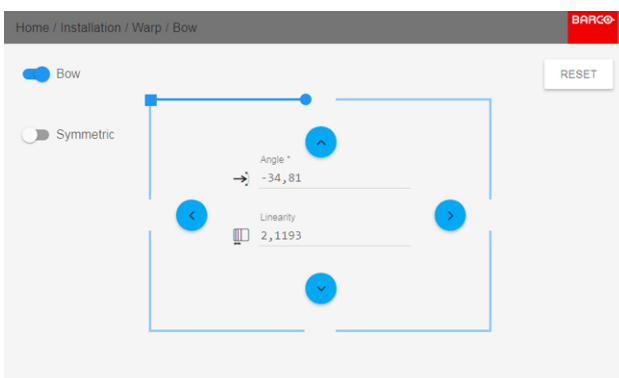 Home / Installation / Warp / Bow
BARCO
Bow
RESET
Symmetric
Angle *
-34,81
Linearity
2,1193